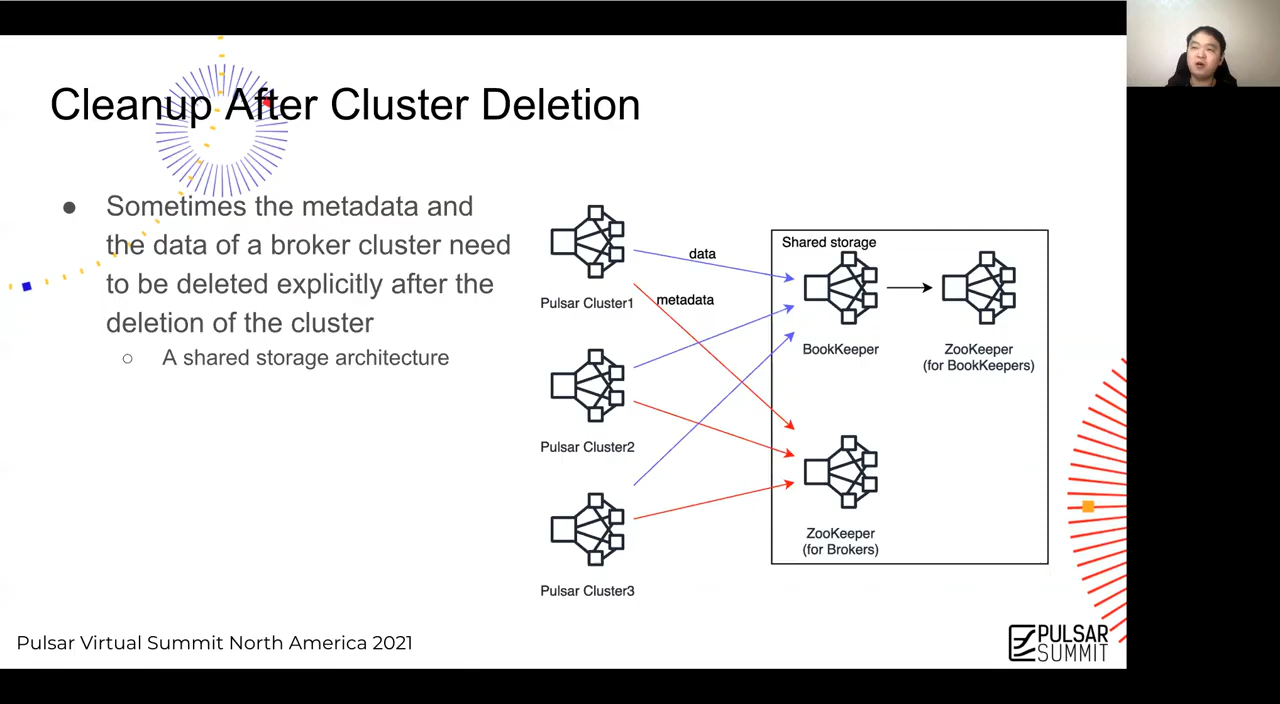 Cleanup After Cluster Deletion
● Sometimes the metadata and
the data of a broker cluster need
to be deleted explicitly after the
deletion of the cluster
○ A shared storage architecture
Pulsar Cluster1
Pulsar Cluster2
Pulsar Cluster3
data
metadata
Shared storage
BookKeeper
ZooKeeper
(for BookKeepers)
ZooKeeper
(for Brokers)
Pulsar Virtual Summit North America 2021
PULSAR
SUMMIT